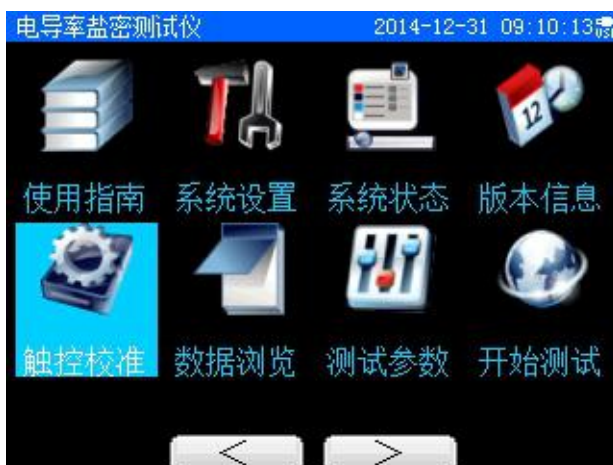 电导率盐密测试仪 2014-12-31 09:10:13
使用指南 系统设置 系统状态 版本信息
触控校准 数据浏览 测试参数 开始测试
< >